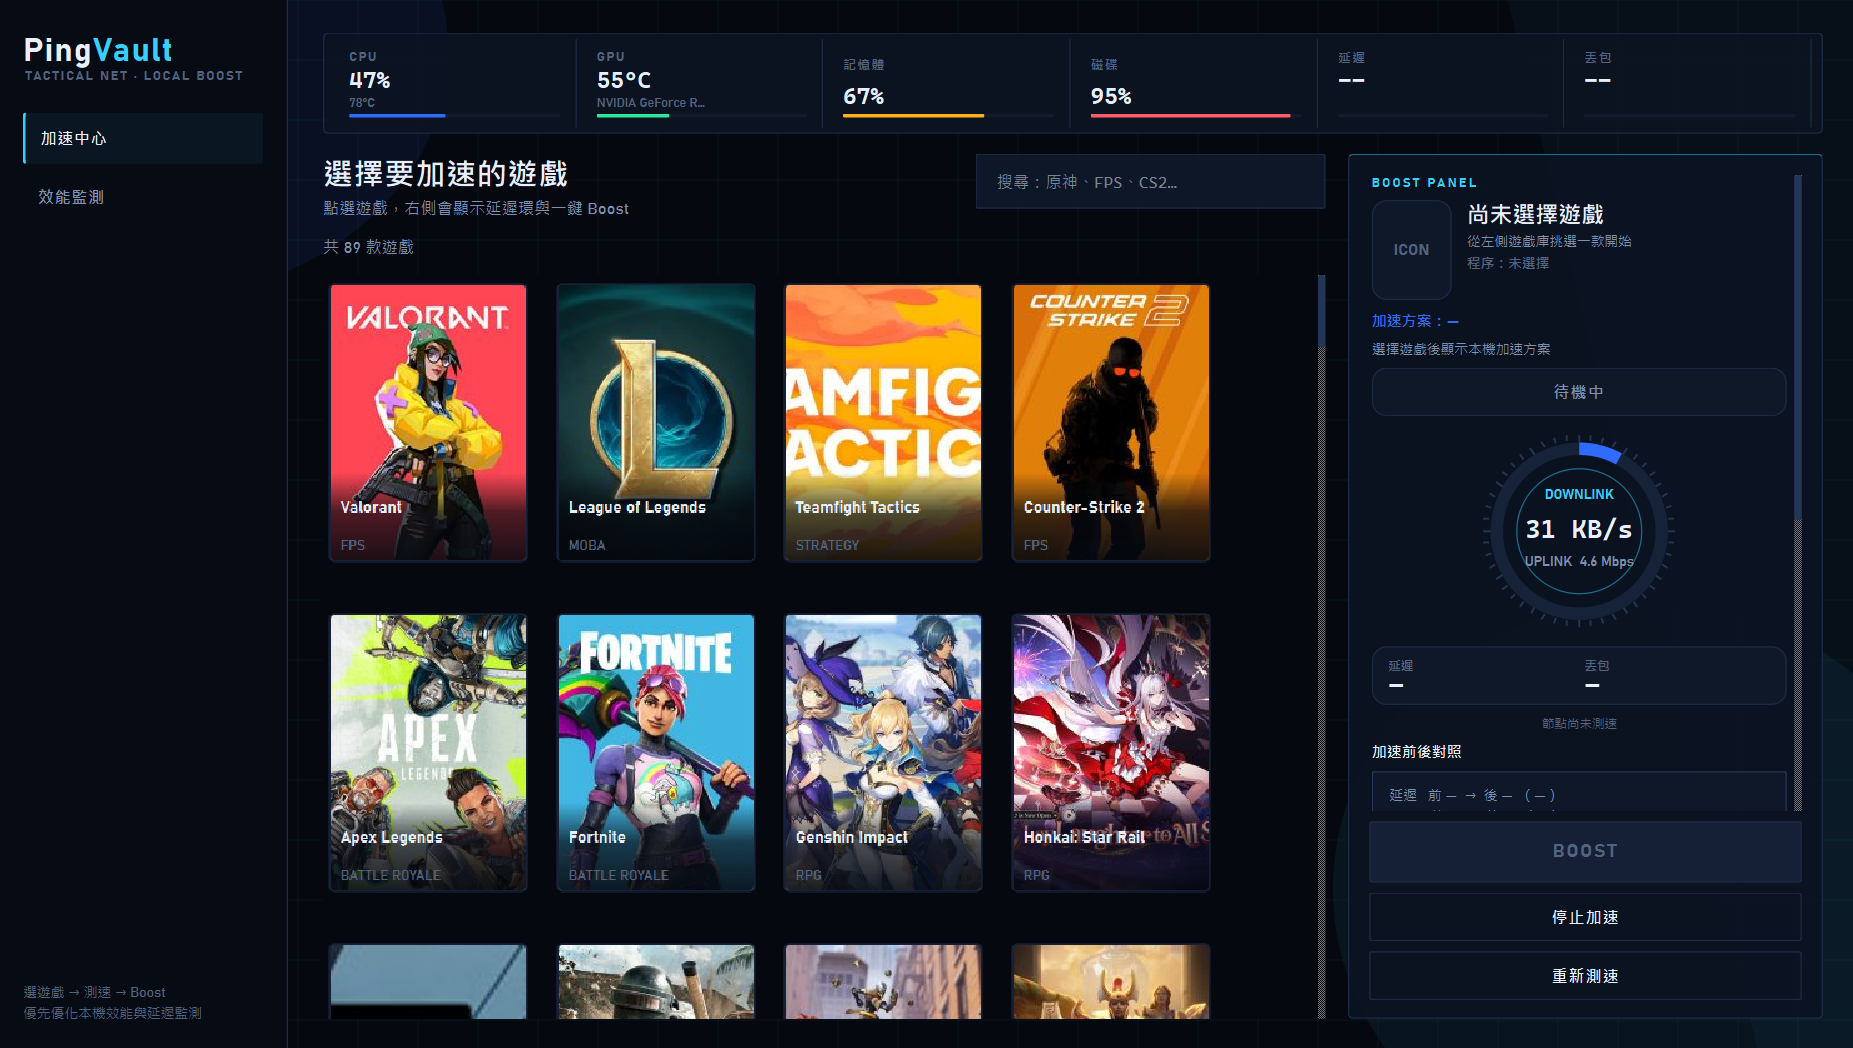 PingVault
TACTICAL NET · LOCAL BOOST
加速中心
效能監測
選遊戲 → 測速 → Boost
優先優化本機效能與延遲監測
CPU
47%
78°C
GPU
55°C
NVIDIA GeForce R...
記憶體
67%
磁碟
95%
延遲
--
丟包
--
選擇要加速的遊戲
點選遊戲，右側會顯示延遲環與一鍵 Boost
共 89 款遊戲
搜尋：原神、FPS、CS2...
VALORANT
Valorant
FPS
League of Legends
MOBA
AMFIG
ACTIC
Teamfight Tactics
STRATEGY
COUNTER
STRIKE 2
Counter-Strike 2
FPS
APEX
LEGENDS
Apex Legends
BATTLE ROYALE
FORTNITE
Fortnite
BATTLE ROYALE
Genshin Impact
RPG
Honkai: Star Rail
RPG
BOOST PANEL
ICON
尚未選擇遊戲
從左側遊戲庫挑選一款開始
程序：未選擇
加速方案：—
選擇遊戲後顯示本機加速方案
待機中
DOWNLINK
31 KB/s
UPLINK 4.6 Mbps
延遲
—
丟包
—
節點尚未測速
加速前後對照
延遲 前 — → 後 — (—)
BOOST
停止加速
重新測速